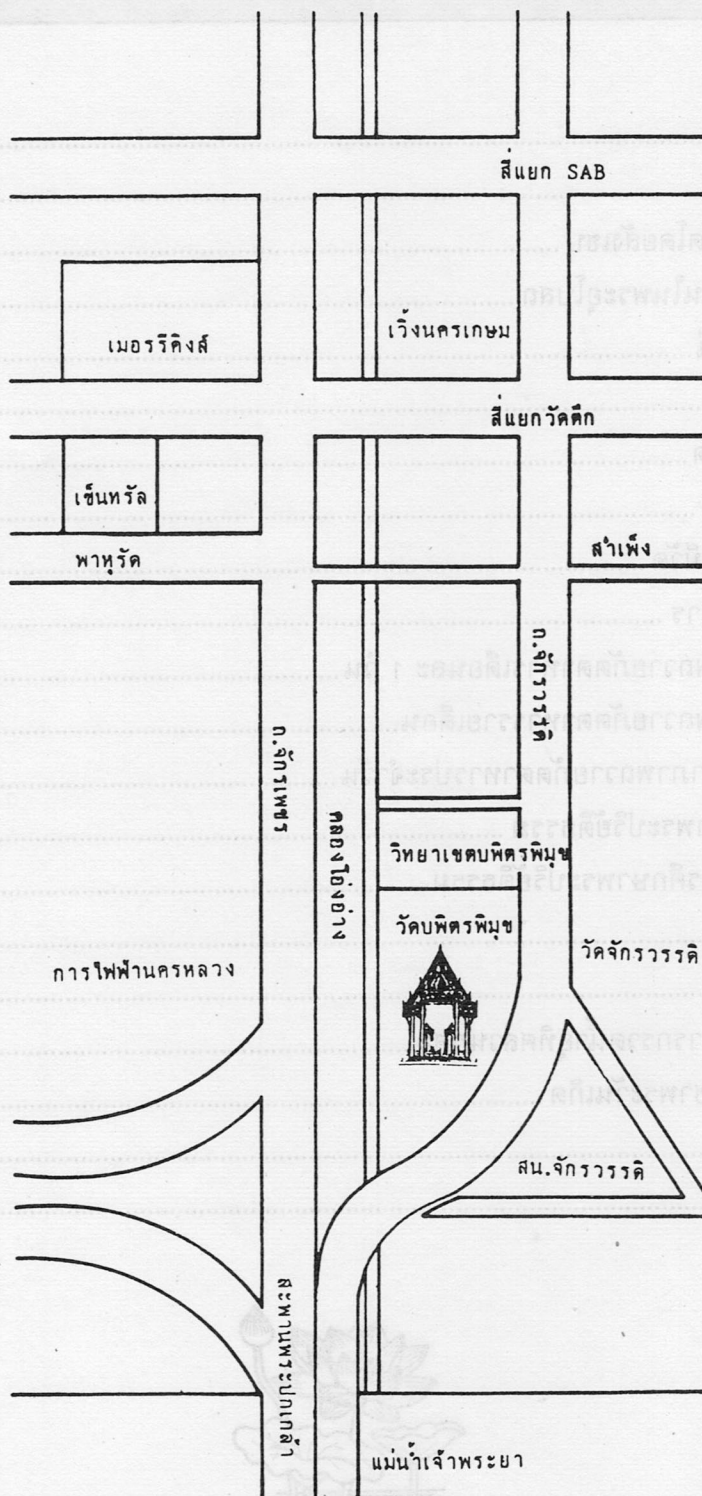 สี่แยก SAB
เมอรรี่คิงส์
เวิ้งนครเกษม
สี่แยกวัดตึก
เซ็นทรัล
พาหุรัด
สำเพ็ง
ถ.จักรวรรดิ
ถ.จักรเพชร
คลองโอ่งอ่าง
วิทยาเขตบพิตรพิมุข
วัดบพิตรพิมุข
การไฟฟ้านครหลวง
วัดจักรวรรดิ
สน.จักรวรรดิ
สะพานพระปกเกล้า
แม่น้ำเจ้าพระยา